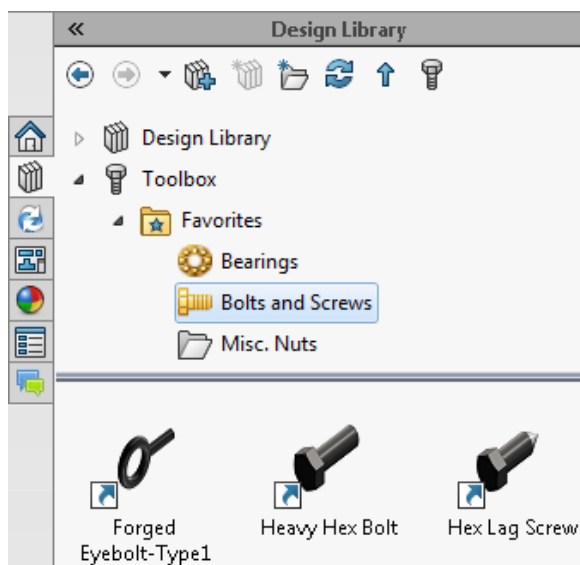 Design Library
Design Library
Toolbox
Favorites
Bearings
Bolts and Screws
Misc. Nuts
Forged
Eyebolt-Type1
Heavy Hex Bolt
Hex Lag Screw